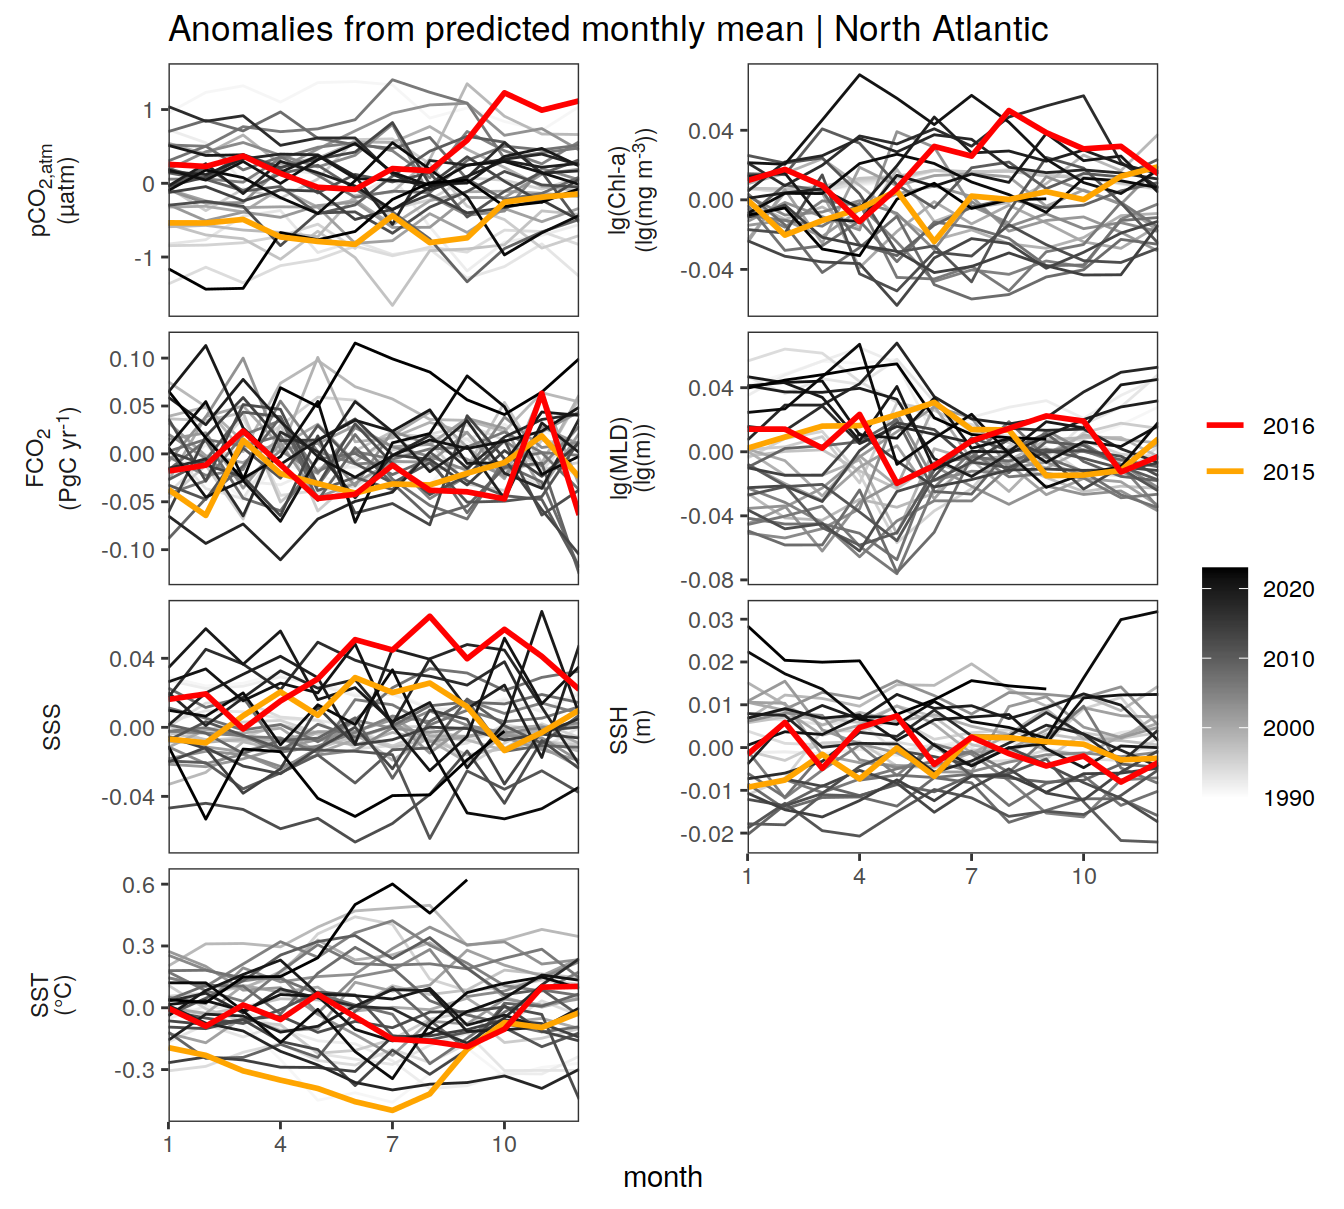 Anomalies from predicted monthly mean | North Atlantic
pCO2,atm
(µatm)
1
0
-1
lg(Chl-a)
(lg(mg m-3))
0.04
0.00
-0.04
FCO2
(PgC yr-1)
0.10
0.05
0.00
-0.05
-0.10
lg(MLD)
(lg(m))
0.04
0.00
-0.04
-0.08
SSS
0.04
0.00
-0.04
SSH
(m)
0.03
0.02
0.01
0.00
-0.01
-0.02
1 4 7 10
SST
(°C)
0.6
0.3
0.0
-0.3
1 4 7 10
month
2016
2015
2020
2010
2000
1990